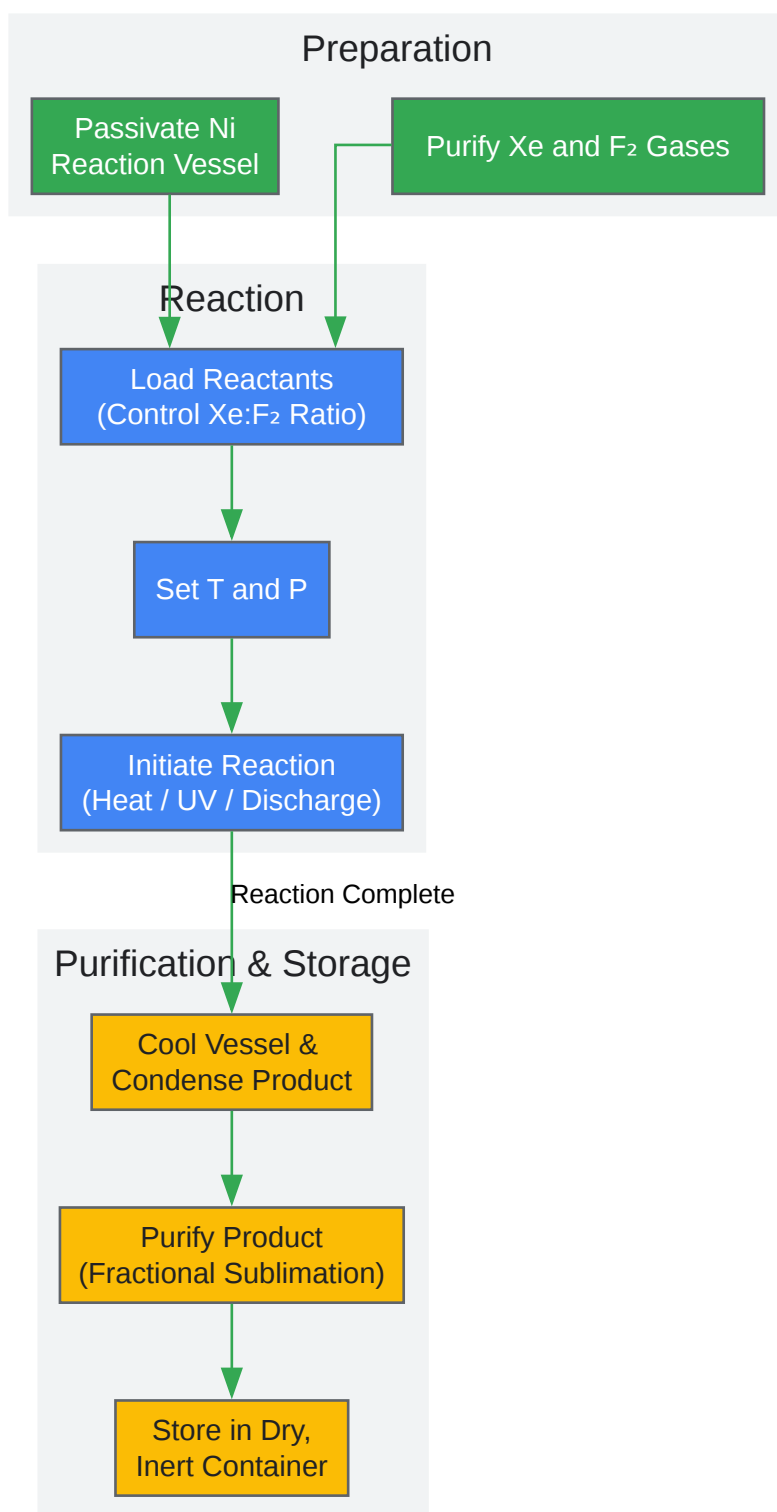 Preparation
Passivate Ni
Reaction Vessel
Purify Xe and F₂ Gases
Reaction
Load Reactants
(Control Xe:F₂ Ratio)
Set T and P
Initiate Reaction
(Heat / UV / Discharge)
Reaction Complete
Purification & Storage
Cool Vessel &
Condense Product
Purify Product
(Fractional Sublimation)
Store in Dry,
Inert Container